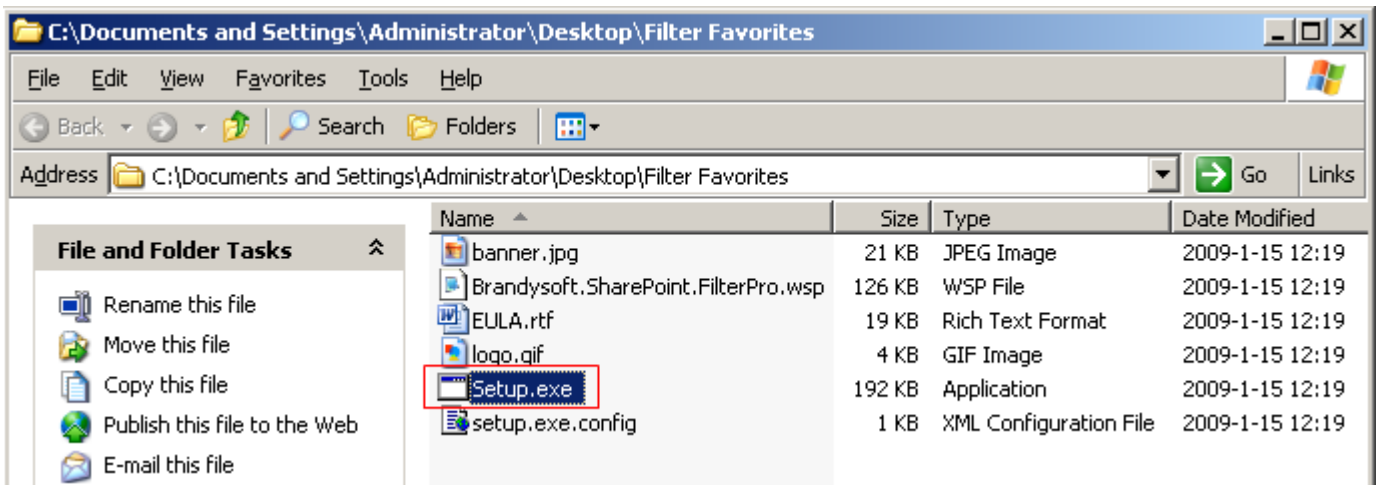 C:\Documents and Settings\Administrator\Desktop\Filter Favorites
File Edit View Favorites Tools Help
Back Search Folders
Address C:\Documents and Settings\Administrator\Desktop\Filter Favorites Go Links
File and Folder Tasks
Rename this file
Move this file
Copy this file
Publish this file to the Web
E-mail this file
Name Size Type Date Modified
banner.jpg 21 KB JPEG Image 2009-1-15 12:19
Brandysoft.SharePoint.FilterPro.wsp 126 KB WSP File 2009-1-15 12:19
EULA.rtf 19 KB Rich Text Format 2009-1-15 12:19
logo.gif 4 KB GIF Image 2009-1-15 12:19
Setup.exe 192 KB Application 2009-1-15 12:19
setup.exe.config 1 KB XML Configuration File 2009-1-15 12:19